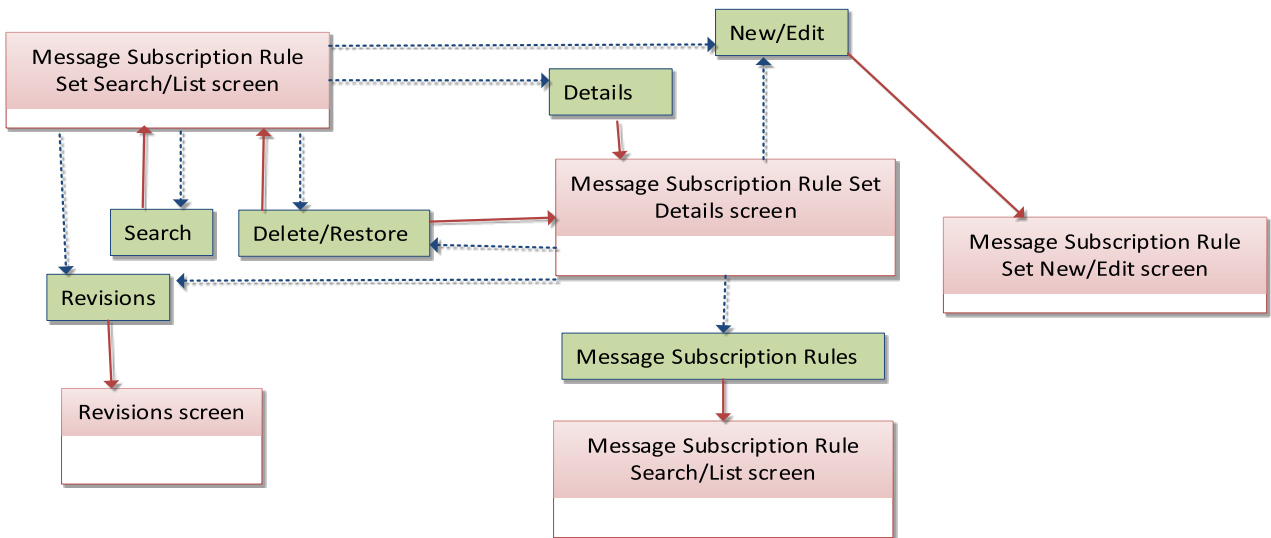 New/Edit
Message Subscription Rule
Set Search/List screen
Details
Message Subscription Rule Set
Details screen
Search
Delete/Restore
Message Subscription Rule
Set New/Edit screen
Revisions
Message Subscription Rules
Revisions screen
Message Subscription Rule
Search/List screen